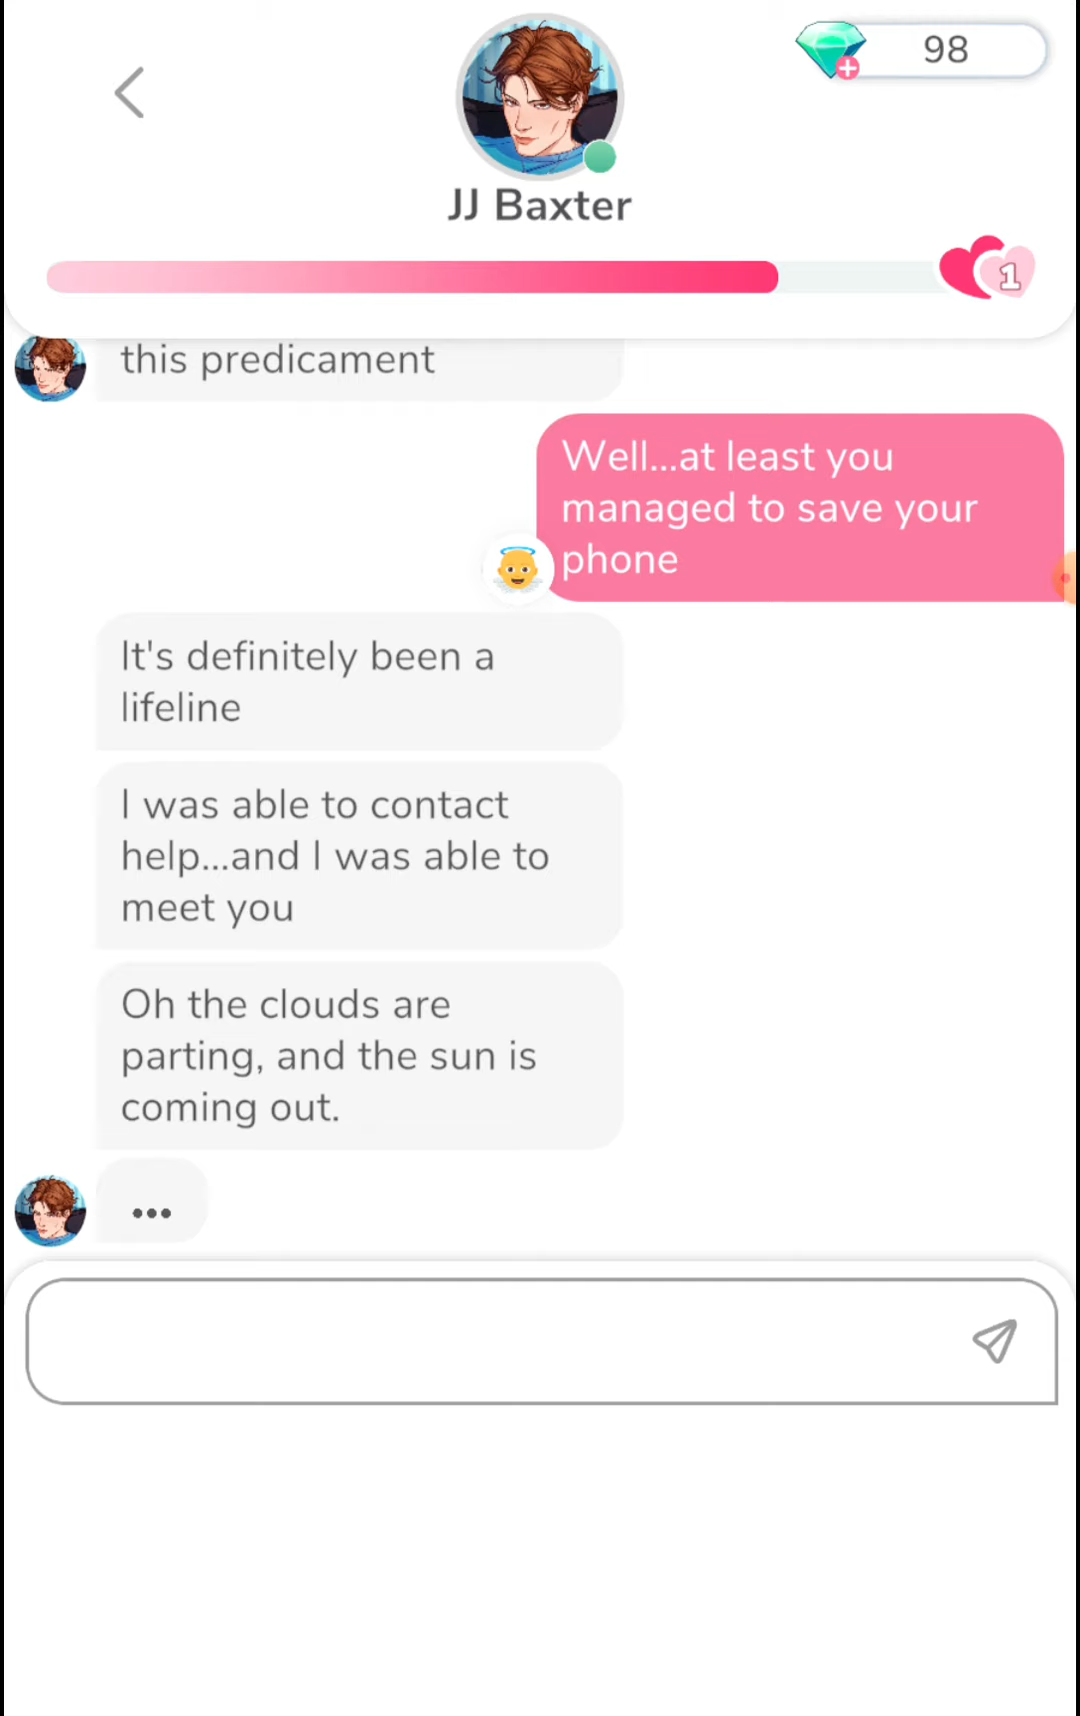 98
JJ Baxter
1
this predicament
Well...at least you
managed to save your
phone
It's definitely been a
lifeline
I was able to contact
help...and I was able to
meet you
Oh the clouds are
parting, and the sun is
coming out.
...